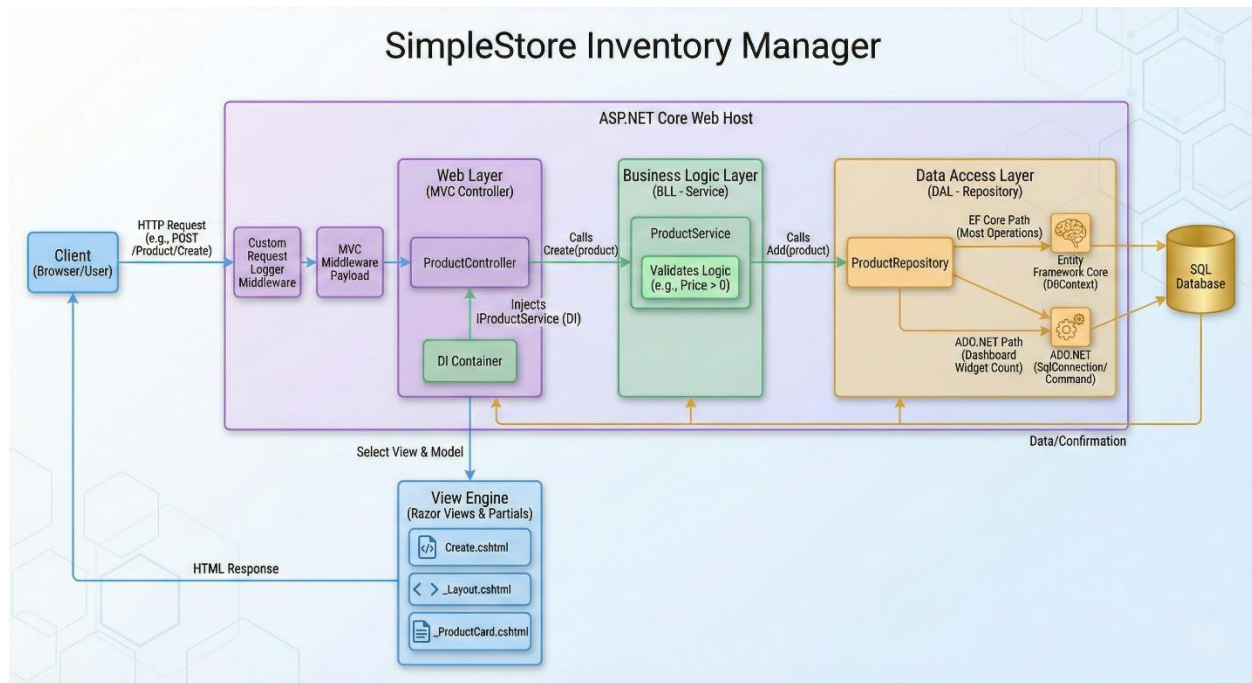 SimpleStore Inventory Manager
ASP.NET Core Web Host
Web Layer
(MVC Controller)
Business Logic Layer
(BLL - Service)
Data Access Layer
(DAL - Repository)
HTTP Request
(e.g., POST
/Product/Create)
Client
(Browser/User)
Custom
Request
Logger
Middleware
MVC
Middleware
Payload
ProductController
Calls
Create(product)
ProductService
Validates Logic
(e.g., Price > 0)
Calls
Add(product)
ProductRepository
EF Core Path
(Most Operations)
Entity
Framework Core
(DBContext)
SQL
Database
Injects
IProductService (DI)
DI Container
ADO.NET Path
(Dashboard
Widget Count)
ADO.NET
(SqlConnection/
Command)
Data/Confirmation
Select View & Model
View Engine
(Razor Views & Partials)
Create.cshtml
_Layout.cshtml
_ProductCard.cshtml
HTML Response